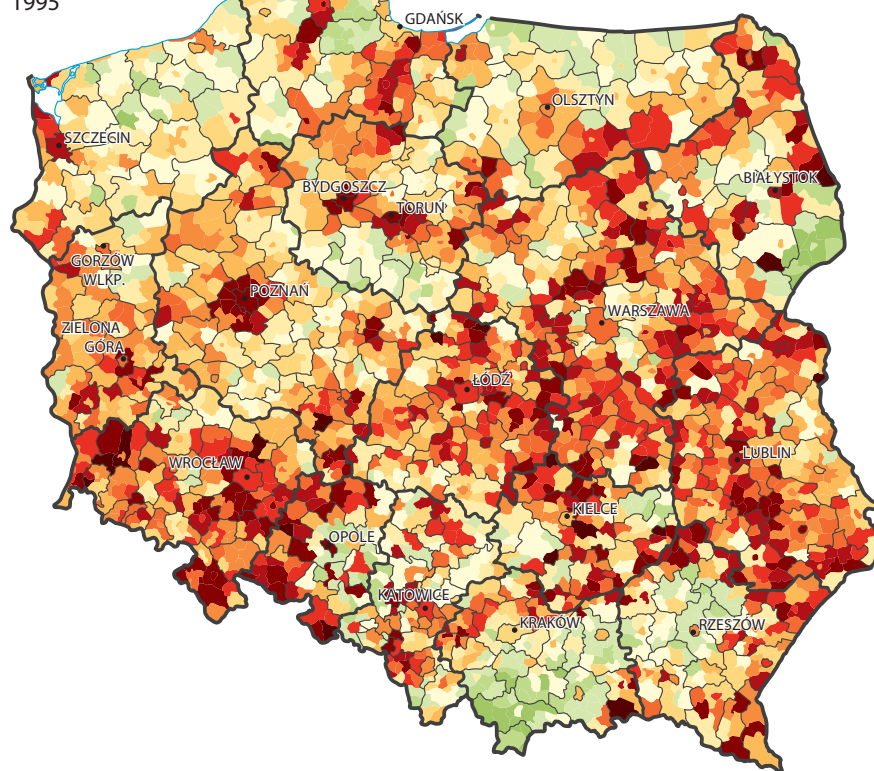 1995
GDAŃSK
OLSZTYN
SZCZECIN
BIAŁYSTOK
BYDGOSZCZ
TORUŃ
GORZÓW
WLKP.
POZNAŃ
WARSZAWA
ZIELONA
GÓRA
ŁÓDŹ
LUBLIN
WROCŁAW
KIELCE
OPOLE
KATOWICE
KRAKÓW
RZESZÓW